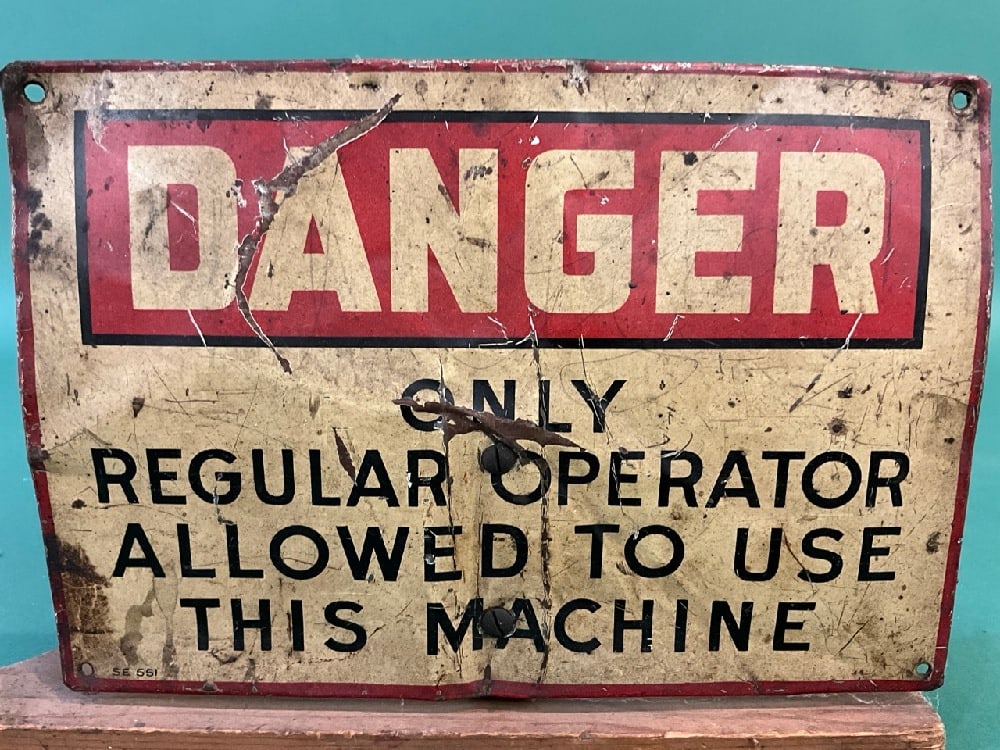 DANGER
ONLY
REGULAR OPERATOR
ALLOWED TO USE
THIS MACHINE
SE 551